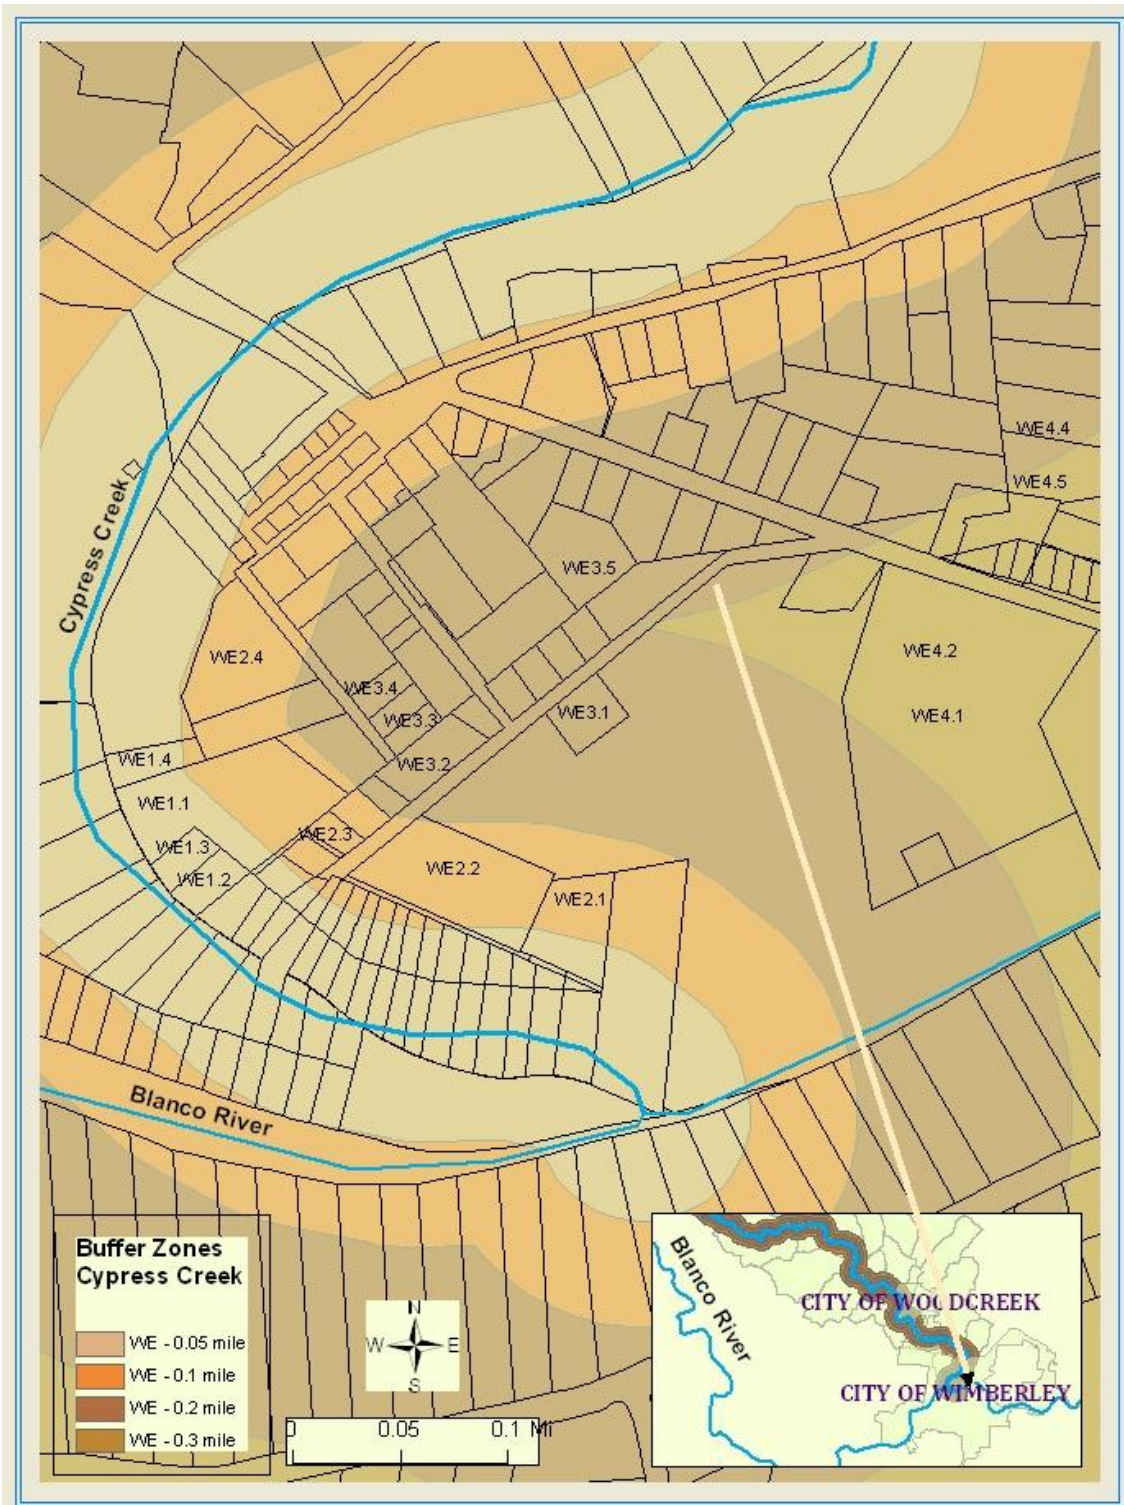 WE4.4
WE4.5
Cypress Creek
WE3.5
WE4.2
WE2.4
WE3.4
WE3.1
WE4.1
WE3.3
WE1.4
WE3.2
WE1.1
WE2.3
WE1.3
WE2.2
WE1.2
WE2.1
Blanco River
Buffer Zones
Cypress Creek
WE - 0.05 mile
WE - 0.1 mile
WE - 0.2 mile
WE - 0.3 mile
N
W E
S
0 0.05 0.1 Mi
Blanco River
CITY OF WOODCREEK
CITY OF WIMBERLEY